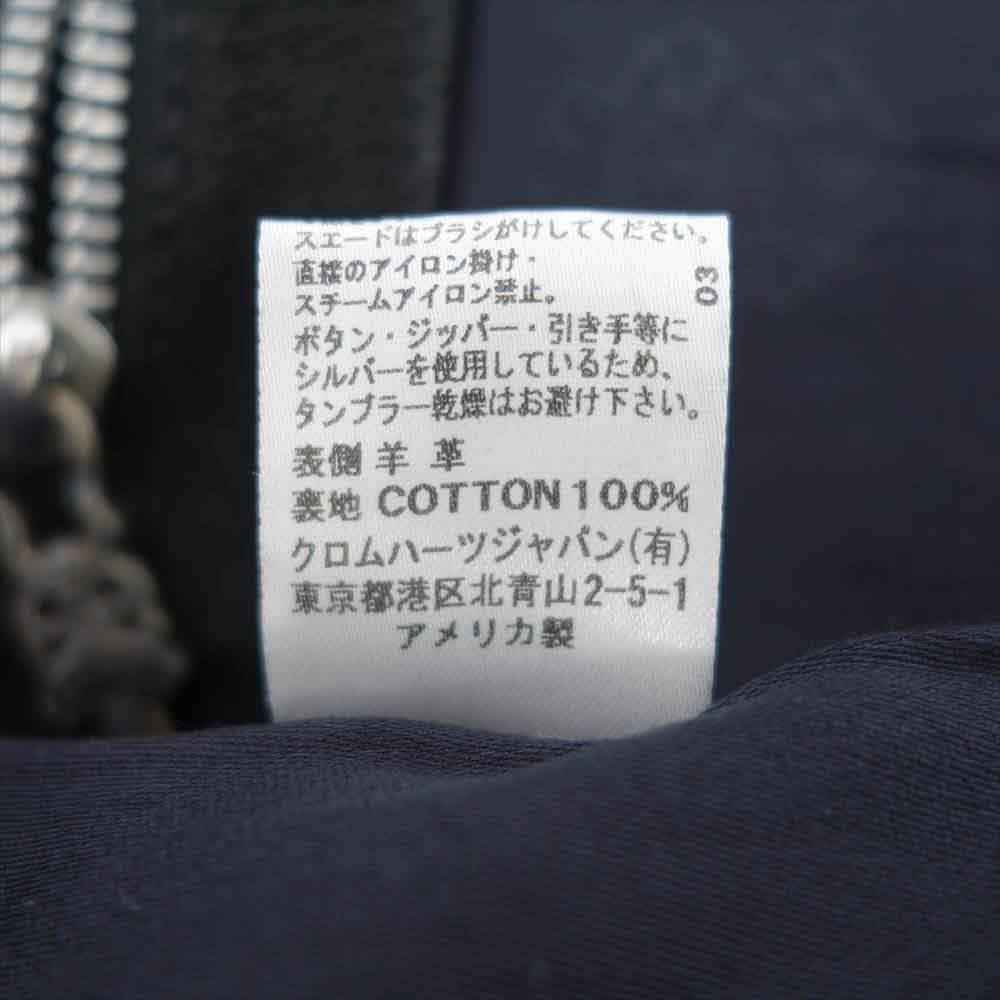 スエードはブラシがけしてください。
直接のアイロン掛け・
スチームアイロン禁止。
ボタン・ジッパー・引き手等に
シルバーを使用しているため、
タンブラー乾燥はお避け下さい。
表側 羊 革
裏地 COTTON 100%
クロムハーツジャパン(有)
東京都港区北青山2-5-1
アメリカ製
03